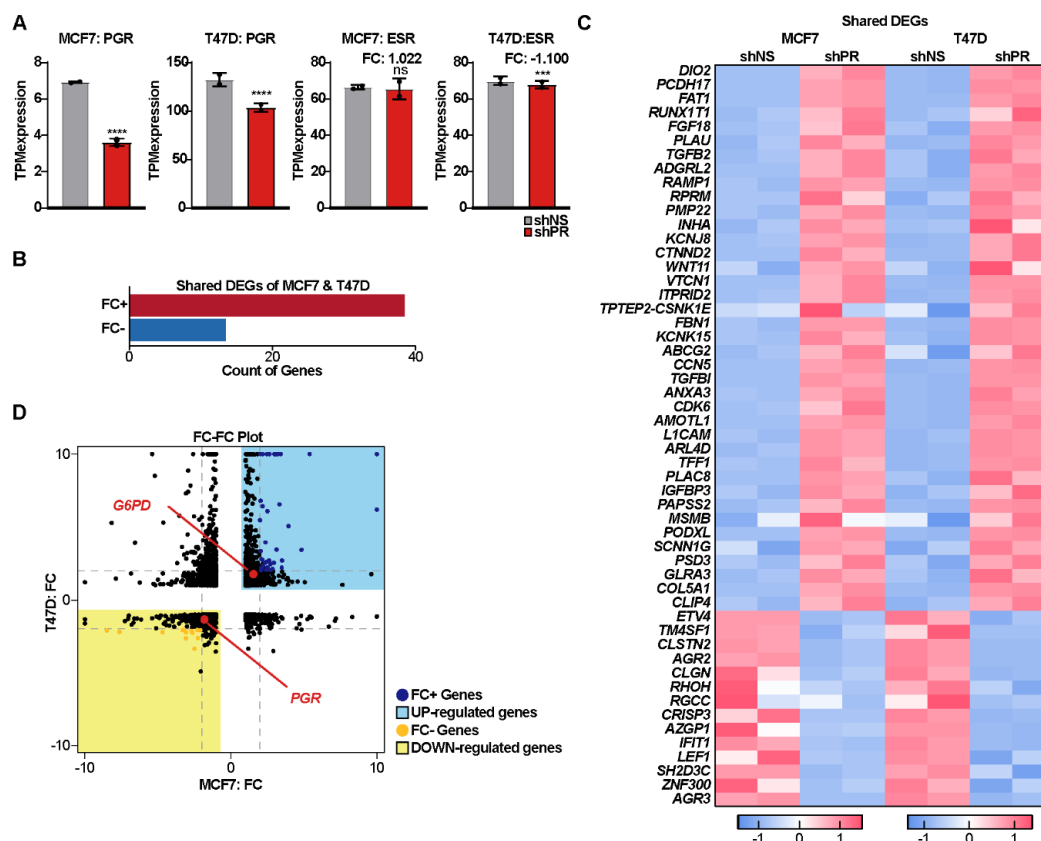 A
MCF7: PGR
T47D: PGR
MCF7: ESR
T47D:ESR
FC: 1.022
FC: -1.100
ns
***
****
****
TPMexpression
TPMexpression
TPMexpression
TPMexpression
8
6
4
2
0
150
100
50
0
80
60
40
20
0
80
60
40
20
0
shNS
shPR
B
Shared DEGs of MCF7 & T47D
FC+
FC-
0
20
40
Count of Genes
C
Shared DEGs
MCF7
T47D
shNS
shPR
shNS
shPR
DIO2
PCDH17
FAT1
RUNX1T1
FGF18
PLAU
TGFB2
ADGRL2
RAMP1
RPRM
PMP22
INHA
KCNJ8
CTNND2
WNT11
VTCN1
ITPRID2
TPTEP2-CSNK1E
FBN1
KCNK15
ABCG2
CCN5
TGFBI
ANXA3
CDK6
AMOTL1
L1CAM
ARL4D
TFF1
PLAC8
IGFBP3
PAPSS2
MSMB
PODXL
SCNN1G
PSD3
GLRA3
COL5A1
CLIP4
ETV4
TM4SF1
CLSTN2
AGR2
CLGN
RHOH
RGCC
CRISP3
AZGP1
IFIT1
LEF1
SH2D3C
ZNF300
AGR3
-1
0
1
-1
0
1
D
FC-FC Plot
10
0
-10
T47D: FC
G6PD
PGR
-10
0
10
MCF7: FC
FC+ Genes
UP-regulated genes
FC- Genes
DOWN-regulated genes